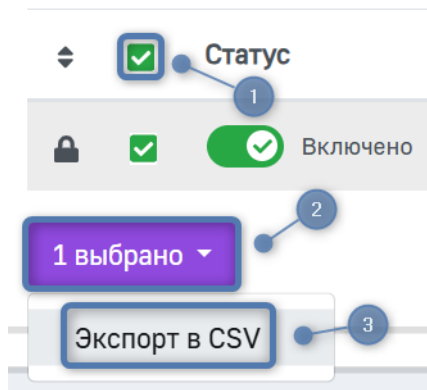 Статус
1
Включено
2
1 выбрано
3
Экспорт в CSV